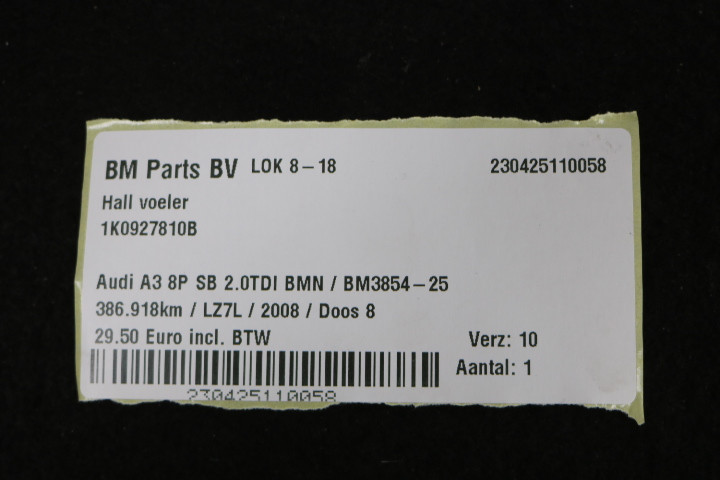 BM Parts BV LOK 8-18 230425110058
Hall voeler
1K0927810B
Audi A3 8P SB 2.0TDI BMN / BM3854-25
386.918km / LZ7L / 2008 / Doos 8
29.50 Euro incl. BTW Verz: 10
Aantal: 1
230425110058